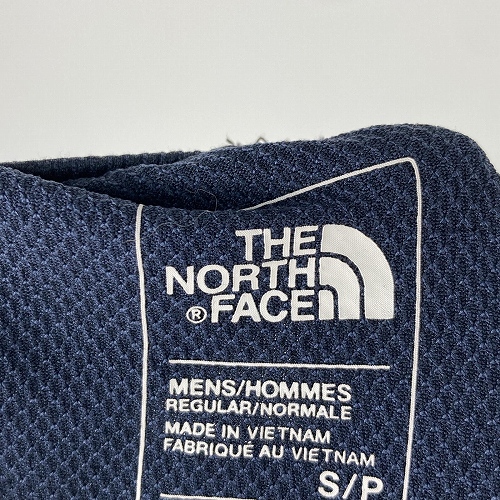 THE
NORTH
® FACE
MENS/HOMMES
REGULAR/NORMALE
MADE IN VIETNAM
FABRIQUÉ AU VIETNAM
S/P